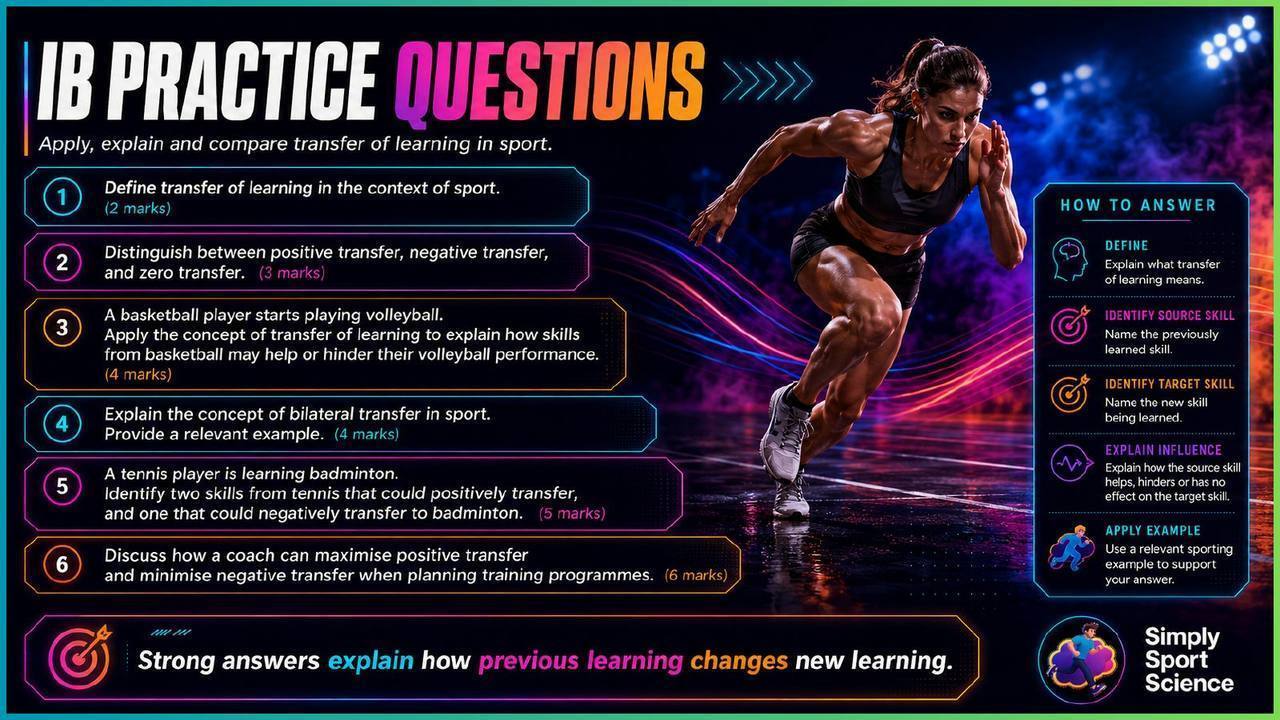 IB PRACTICE QUESTIONS
Apply, explain and compare transfer of learning in sport.
1
Define transfer of learning in the context of sport.
(2 marks)
2
Distinguish between positive transfer, negative transfer,
and zero transfer. (3 marks)
3
A basketball player starts playing volleyball.
Apply the concept of transfer of learning to explain how skills
from basketball may help or hinder their volleyball performance.
(4 marks)
4
Explain the concept of bilateral transfer in sport.
Provide a relevant example. (4 marks)
5
A tennis player is learning badminton.
Identify two skills from tennis that could positively transfer,
and one that could negatively transfer to badminton. (5 marks)
6
Discuss how a coach can maximise positive transfer
and minimise negative transfer when planning training programmes. (6 marks)
HOW TO ANSWER
DEFINE
Explain what transfer
of learning means.
IDENTIFY SOURCE SKILL
Name the previously
learned skill.
IDENTIFY TARGET SKILL
Name the new skill
being learned.
EXPLAIN INFLUENCE
Explain how the source skill
helps, hinders or has no
effect on the target skill.
APPLY EXAMPLE
Use a relevant sporting
example to support
your answer.
Strong answers explain how previous learning changes new learning.
Simply
Sport
Science